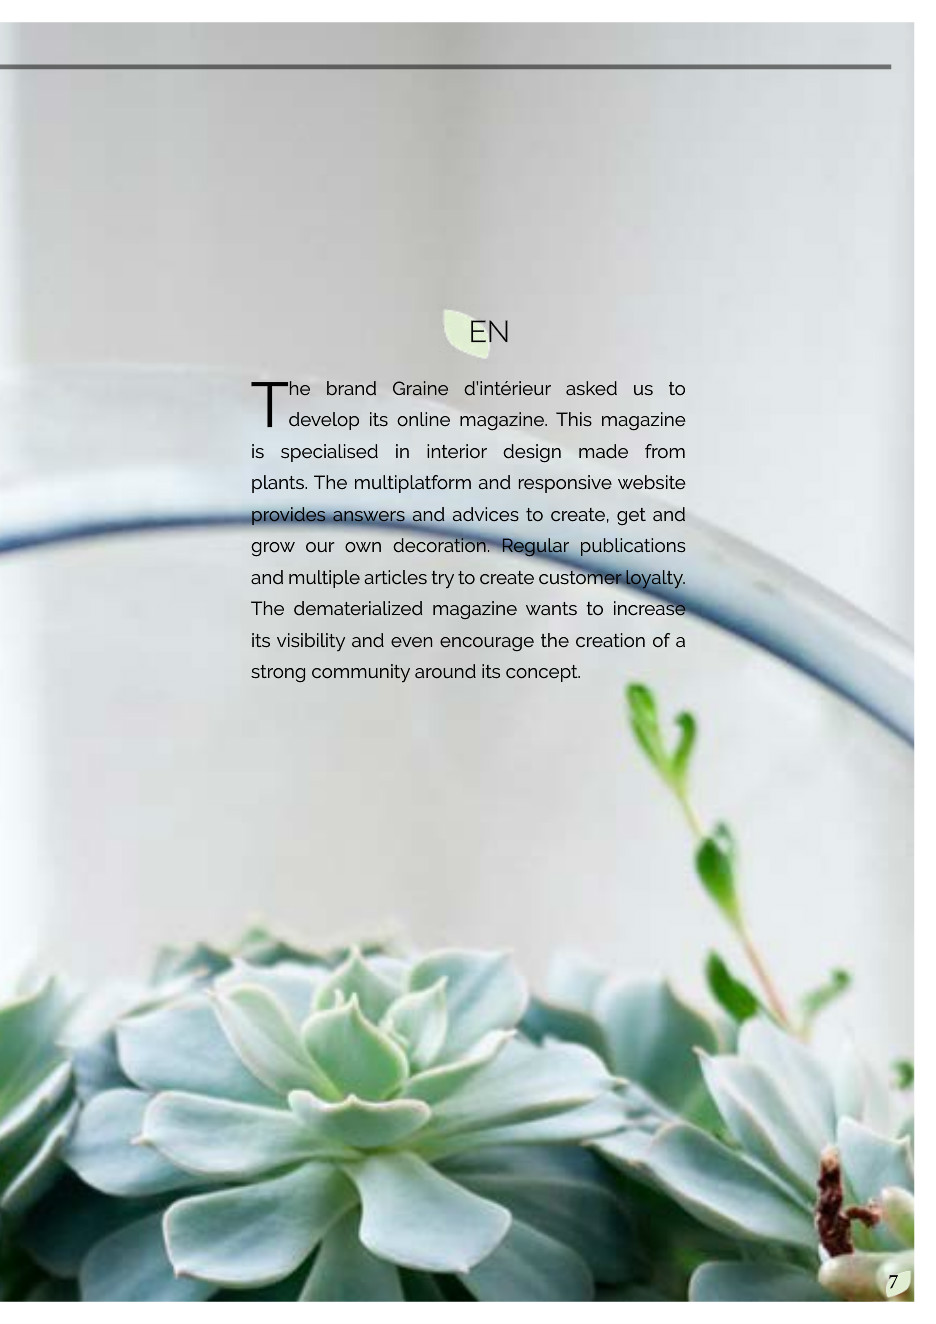 EN
The brand Graine d'intérieur asked us to
develop its online magazine. This magazine
is specialised in interior design made from
plants. The multiplatform and responsive website
provides answers and advices to create, get and
grow our own decoration. Regular publications
and multiple articles try to create customer loyalty.
The dematerialized magazine wants to increase
its visibility and even encourage the creation of a
strong community around its concept.
7